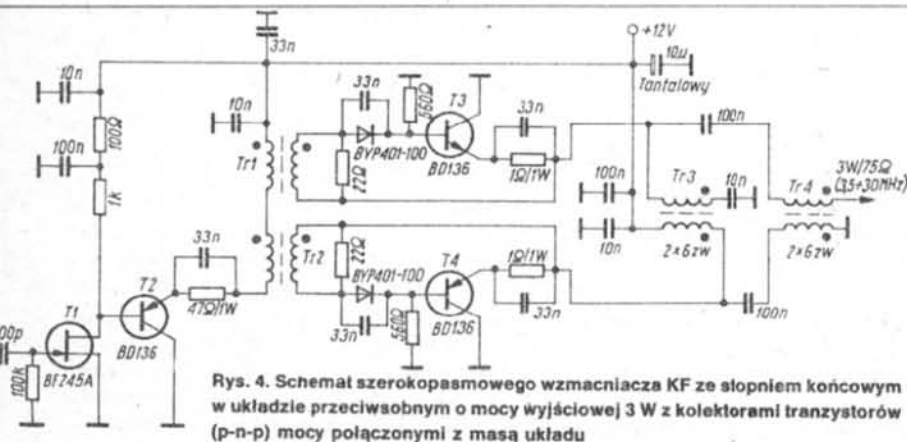 33n
+12V
10µ
Tantalowy
10n
100Ω
100n
1k
10n
Tr1
33n
22Ω
BYP401-100
560Ω
T3
BD136
33n
1Ω/1W
100n
10n
100n
Tr3
10n
2×6zw
Tr4
2×6zw
3W/75Ω
(3,5÷30MHz)
100n
33n
47Ω/1W
Tr2
22Ω
BYP401-100
33n
560Ω
T4
BD136
1Ω/1W
33n
T1
BF245A
100k
T2
BD136
Rys. 4. Schemat szerokopasmowego wzmacniacza KF ze stopniem końcowym
w układzie przeciwsobnym o mocy wyjściowej 3 W z kolektorami tranzystorów
(p-n-p) mocy połączonymi z masą układu